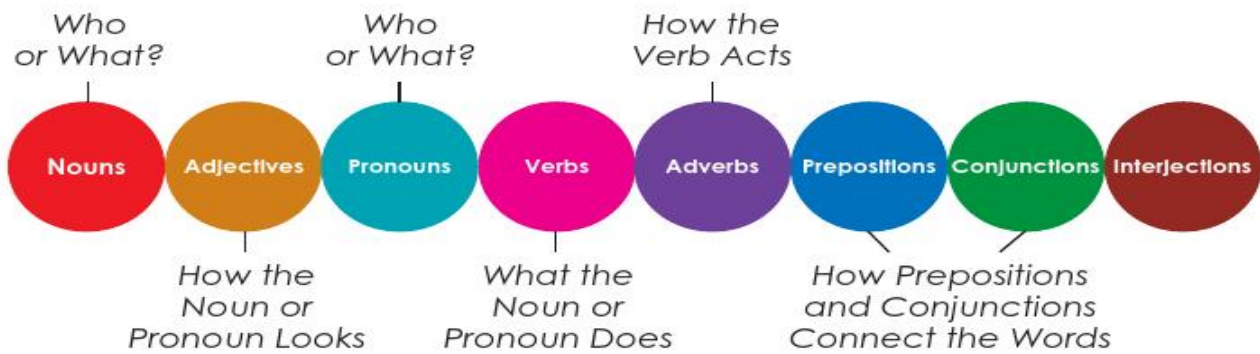 Who
or What?
Who
or What?
How the
Verb Acts
Nouns
Adjectives
Pronouns
Verbs
Adverbs
Prepositions
Conjunctions
Interjections
How the
Noun or
Pronoun Looks
What the
Noun or
Pronoun Does
How Prepositions
and Conjunctions
Connect the Words